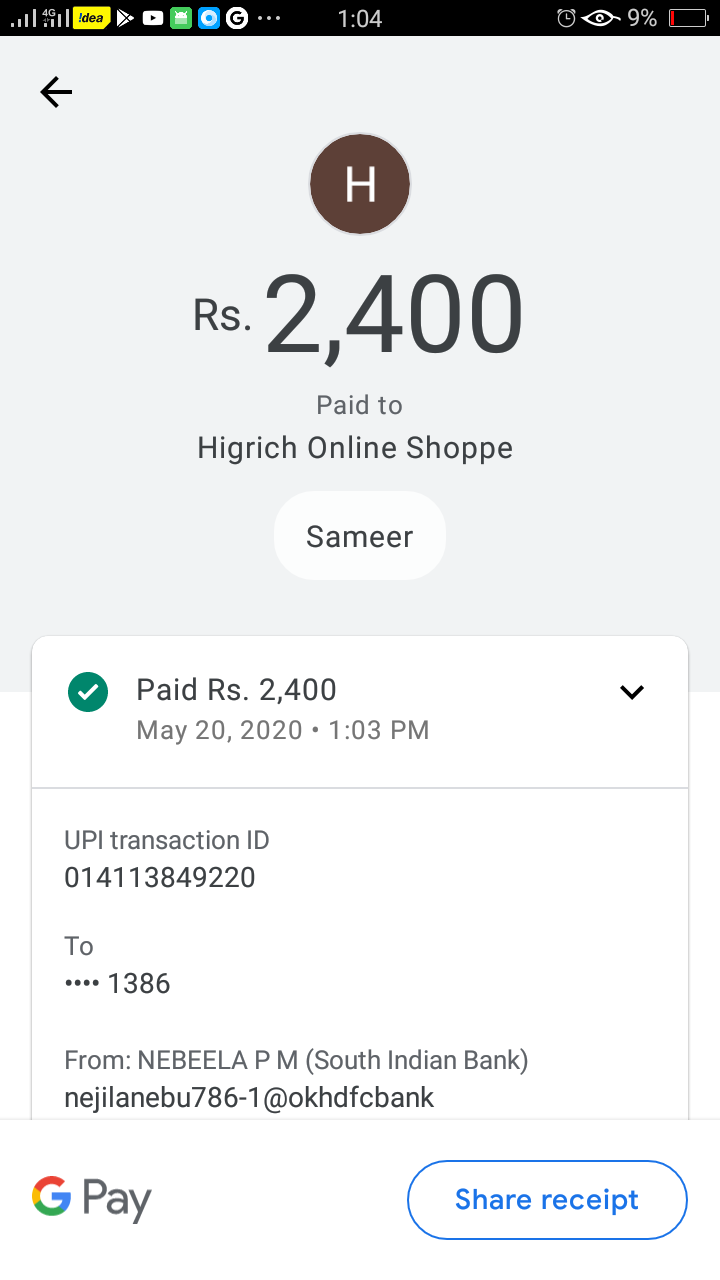 4G !dea G ... 1:04 9%
H
Rs. 2,400
Paid to
Higrich Online Shoppe
Sameer
Paid Rs. 2,400
May 20, 2020 • 1:03 PM
UPI transaction ID
014113849220
To
•••• 1386
From: NEBEELA P M (South Indian Bank)
nejilanebu786-1@okhdfcbank
G Pay
Share receipt